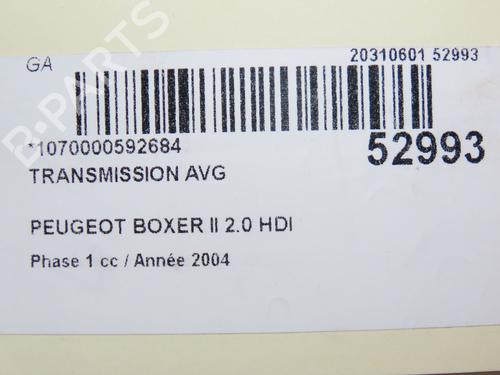 GA
20310601 52993
*1070000592684
52993
TRANSMISSION AVG
PEUGEOT BOXER II 2.0 HDI
Phase 1 cc / Année 2004
B-PARTS